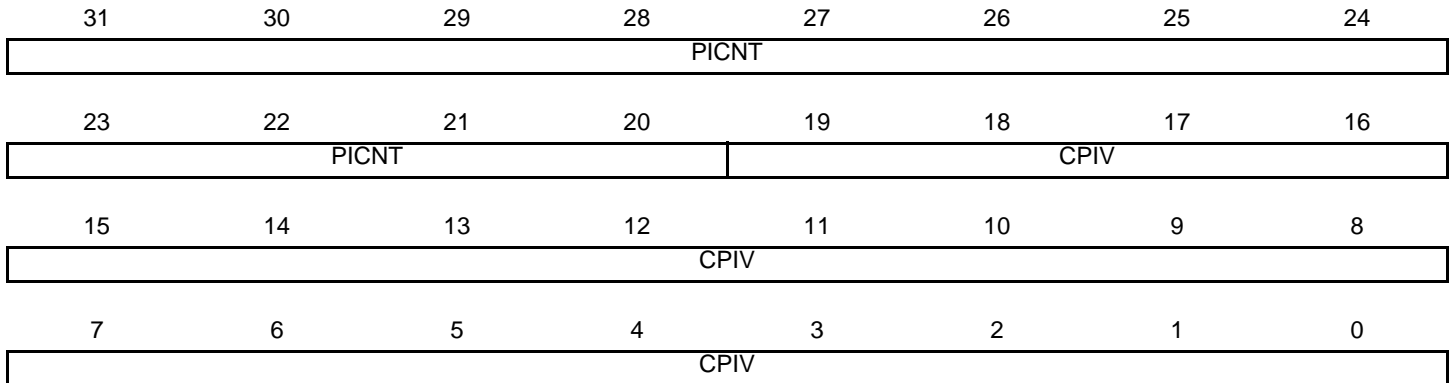 31 30 29 28 27 26 25 24
PICNT
23 22 21 20 19 18 17 16
PICNT CPIV
15 14 13 12 11 10 9 8
CPIV
7 6 5 4 3 2 1 0
CPIV